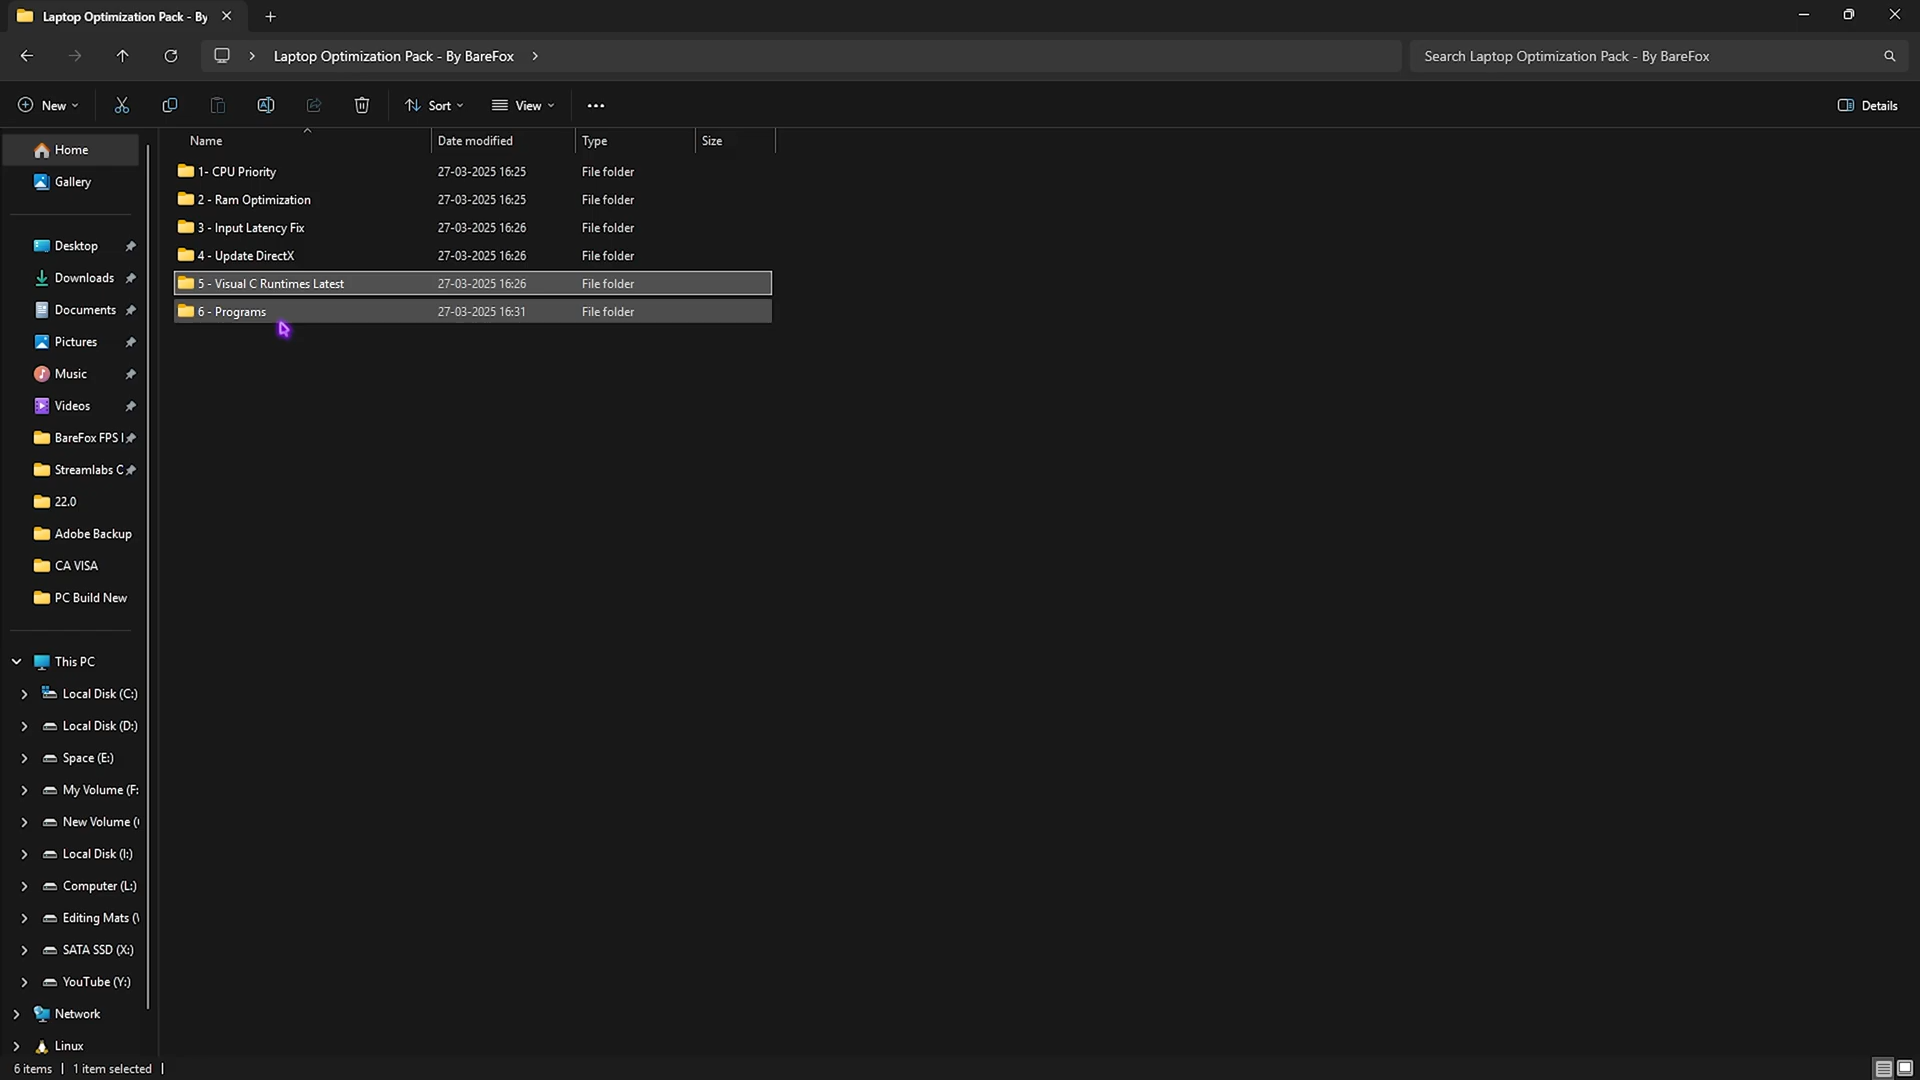 Laptop Optimization Pack - By
Laptop Optimization Pack - By BareFox
Search Laptop Optimization Pack - By BareFox
New
Sort
View
Details
Name Date modified Type Size
1- CPU Priority 27-03-2025 16:25 File folder
2 - Ram Optimization 27-03-2025 16:25 File folder
3 - Input Latency Fix 27-03-2025 16:26 File folder
4 - Update DirectX 27-03-2025 16:26 File folder
5 - Visual C Runtimes Latest 27-03-2025 16:26 File folder
6 - Programs 27-03-2025 16:31 File folder
Home
Gallery
Desktop
Downloads
Documents
Pictures
Music
Videos
BareFox FPS
Streamlabs C
22.0
Adobe Backup
CA VISA
PC Build New
This PC
Local Disk (C:)
Local Disk (D:)
Space (E:)
My Volume (F:
New Volume (
Local Disk (I:)
Computer (L:)
Editing Mats (
SATA SSD (X:)
YouTube (Y:)
Network
Linux
6 items 1 item selected